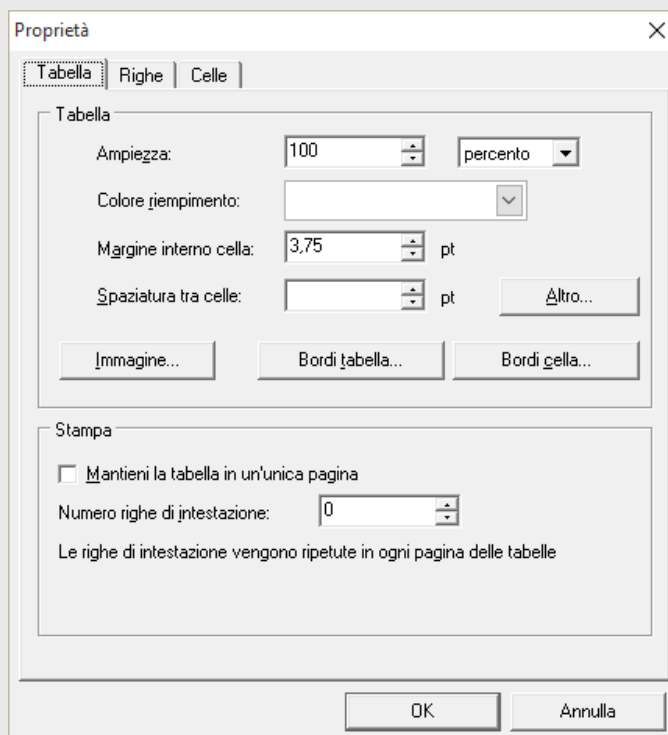 Proprietà
Tabella Righe Celle
Tabella
Ampiezza: 100 percento
Colore riempimento:
Margine interno cella: 3,75 pt
Spaziatura tra celle: pt Altro...
Immagine... Bordi tabella... Bordi cella...
Stampa
Mantieni la tabella in un'unica pagina
Numero righe di intestazione: 0
Le righe di intestazione vengono ripetute in ogni pagina delle tabelle
OK Annulla